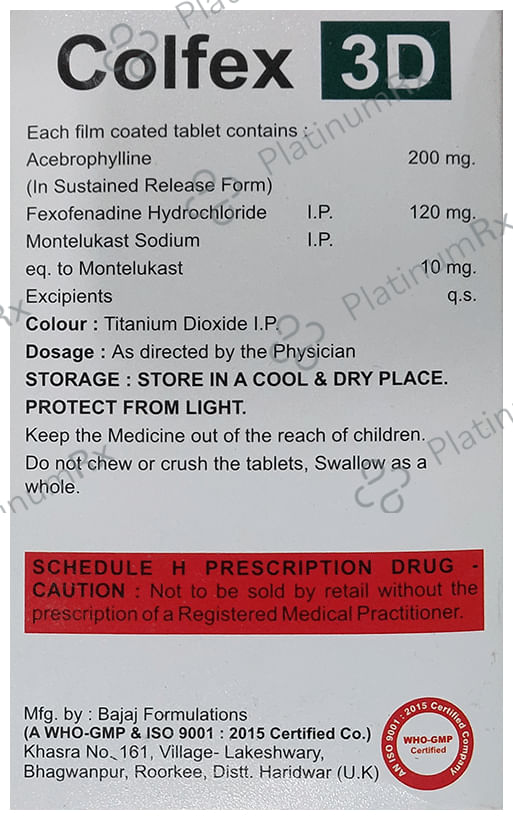 Colfex 3D
Each film coated tablet contains :
Acebrophylline 200 mg.
(In Sustained Release Form)
Fexofenadine Hydrochloride I.P. 120 mg.
Montelukast Sodium I.P.
eq. to Montelukast 10 mg.
Excipients q.s.
Colour : Titanium Dioxide I.P.
Dosage : As directed by the Physician
STORAGE : STORE IN A COOL & DRY PLACE.
PROTECT FROM LIGHT.
Keep the Medicine out of the reach of children.
Do not chew or crush the tablets, Swallow as a
whole.
SCHEDULE H PRESCRIPTION DRUG -
CAUTION : Not to be sold by retail without the
prescription of a Registered Medical Practitioner.
Mfg. by : Bajaj Formulations
(A WHO-GMP & ISO 9001 : 2015 Certified Co.)
Khasra No. 161, Village- Lakeshwary,
Bhagwanpur, Roorkee, Distt. Haridwar (U.K)
AN ISO 9001 : 2015 Certified Company
WHO-GMP
Certified
PlatinumRx
PlatinumRx
PlatinumRx